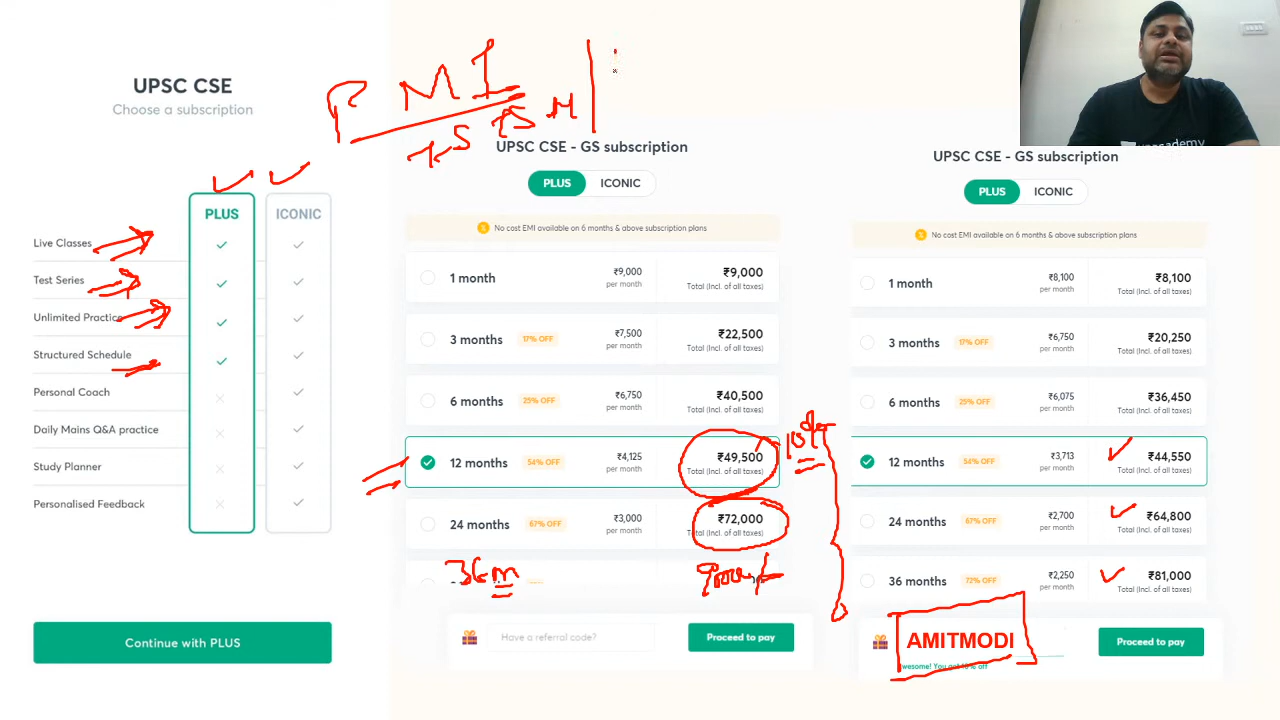 UPSC CSE
Choose a subscription
PLUS ICONIC
Live Classes
Test Series
Unlimited Practice
Structured Schedule
Personal Coach
Daily Mains Q&A practice
Study Planner
Personalised Feedback
Continue with PLUS
UPSC CSE - GS subscription
PLUS ICONIC
No cost EMI available on 6 months & above subscription plans
1 month ₹9,000 ₹9,000
per month Total (Incl. of all taxes)
3 months 17% OFF ₹7,500 ₹22,500
per month Total (Incl. of all taxes)
6 months 25% OFF ₹6,750 ₹40,500
per month Total (Incl. of all taxes)
12 months 54% OFF ₹4,125 ₹49,500
per month Total (Incl. of all taxes)
24 months 67% OFF ₹3,000 ₹72,000
per month Total (Incl. of all taxes)
36 m
Have a referral code? Proceed to pay
UPSC CSE - GS subscription
PLUS ICONIC
No cost EMI available on 6 months & above subscription plans
1 month ₹8,100 ₹8,100
per month Total (Incl. of all taxes)
3 months 17% OFF ₹6,750 ₹20,250
per month Total (Incl. of all taxes)
6 months 25% OFF ₹6,075 ₹36,450
per month Total (Incl. of all taxes)
12 months 54% OFF ₹3,713 ₹44,550
per month Total (Incl. of all taxes)
24 months 67% OFF ₹2,700 ₹64,800
per month Total (Incl. of all taxes)
36 months 72% OFF ₹2,250 ₹81,000
per month Total (Incl. of all taxes)
AMITMODI Proceed to pay